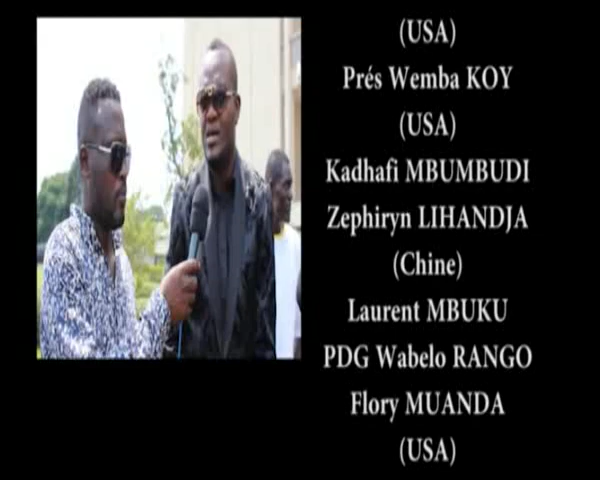 (USA)
Prés Wemba KOY
(USA)
Kadhafi MBUMBUDI
Zephiryn LIHANDJA
(Chine)
Laurent MBUKU
PDG Wabelo RANGO
Flory MUANDA
(USA)